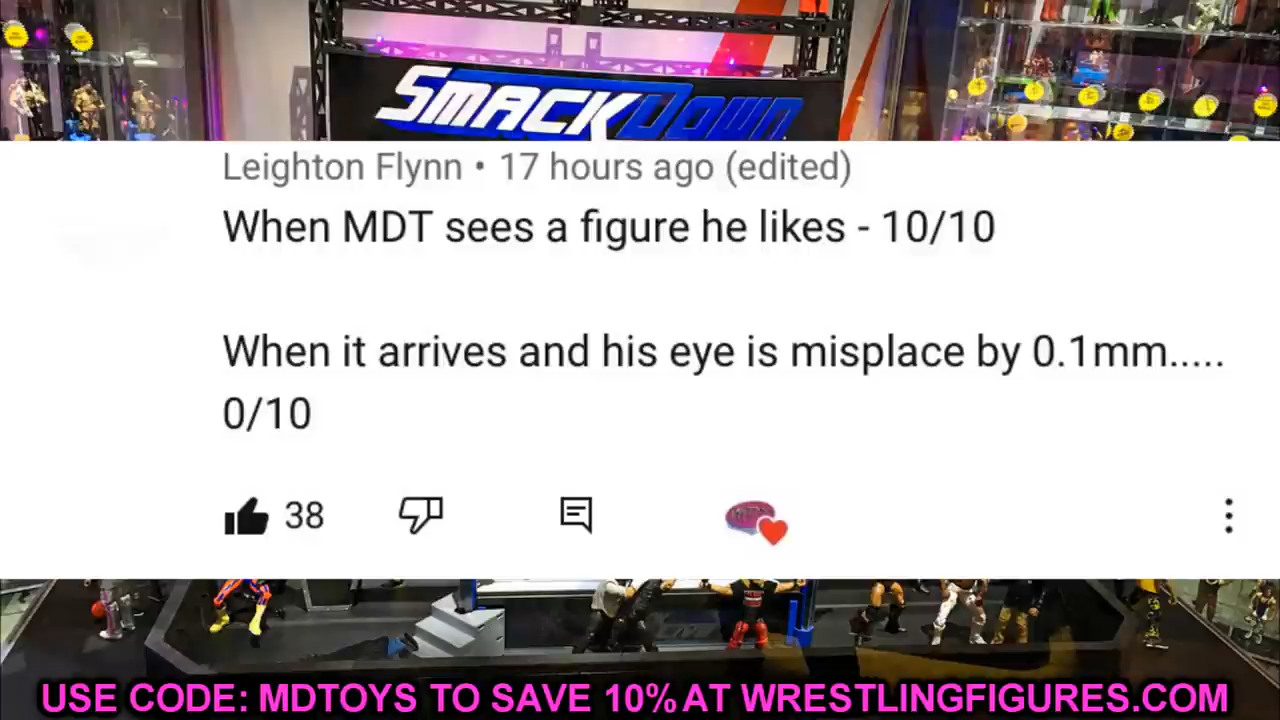 SMACKDOWN
Leighton Flynn • 17 hours ago (edited)
When MDT sees a figure he likes - 10/10
When it arrives and his eye is misplace by 0.1mm.....
0/10
38
USE CODE: MDTOYS TO SAVE 10% AT WRESTLINGFIGURES.COM